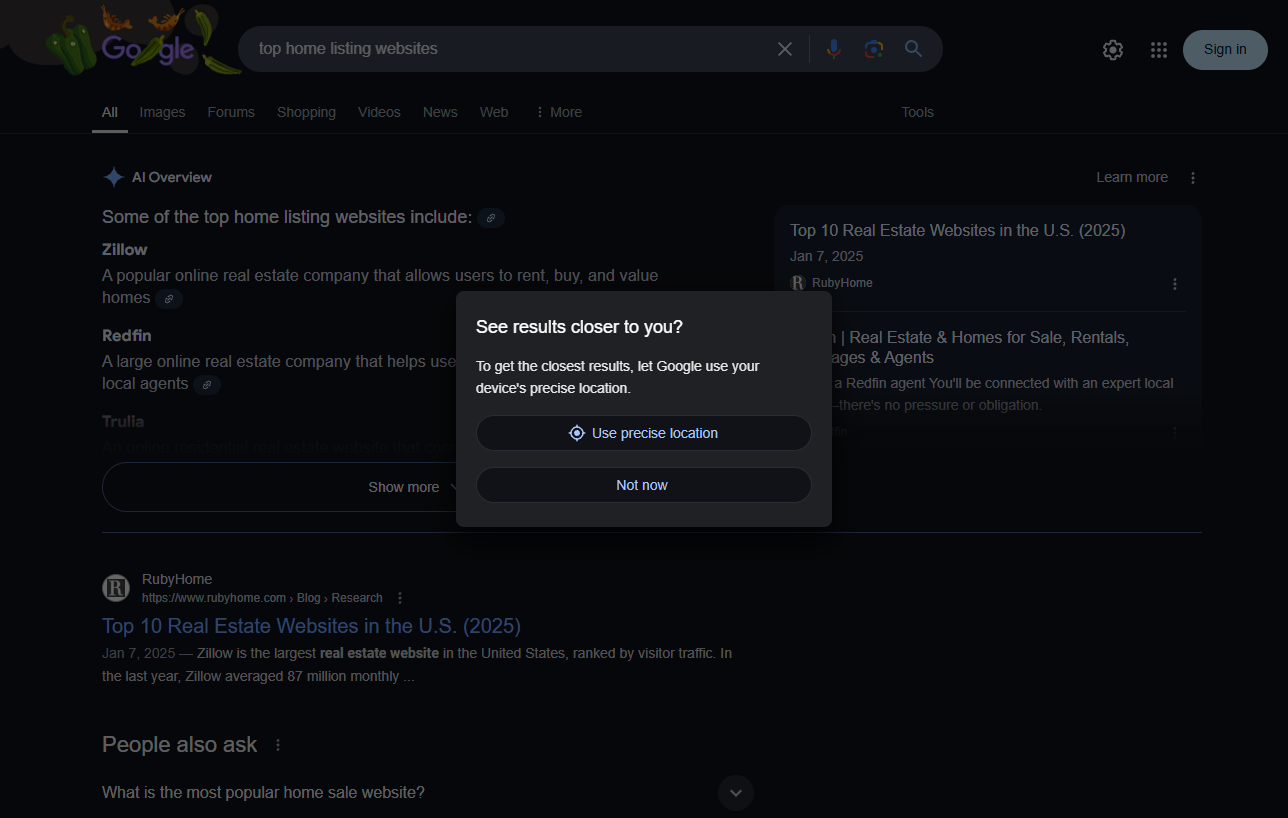 Google
top home listing websites
Sign in
All Images Forums Shopping Videos News Web More Tools
AI Overview
Learn more
Some of the top home listing websites include:
Zillow
A popular online real estate company that allows users to rent, buy, and value
homes
Redfin
A large online real estate company that helps use
local agents
Trulia
An online residential real estate website that
Show more
Top 10 Real Estate Websites in the U.S. (2025)
Jan 7, 2025
RubyHome
n | Real Estate & Homes for Sale, Rentals,
ages & Agents
a Redfin agent You'll be connected with an expert local
–there's no pressure or obligation.
fin
See results closer to you?
To get the closest results, let Google use your
device's precise location.
Use precise location
Not now
RubyHome
https://www.rubyhome.com › Blog › Research
Top 10 Real Estate Websites in the U.S. (2025)
Jan 7, 2025 — Zillow is the largest real estate website in the United States, ranked by visitor traffic. In
the last year, Zillow averaged 87 million monthly ...
People also ask
What is the most popular home sale website?